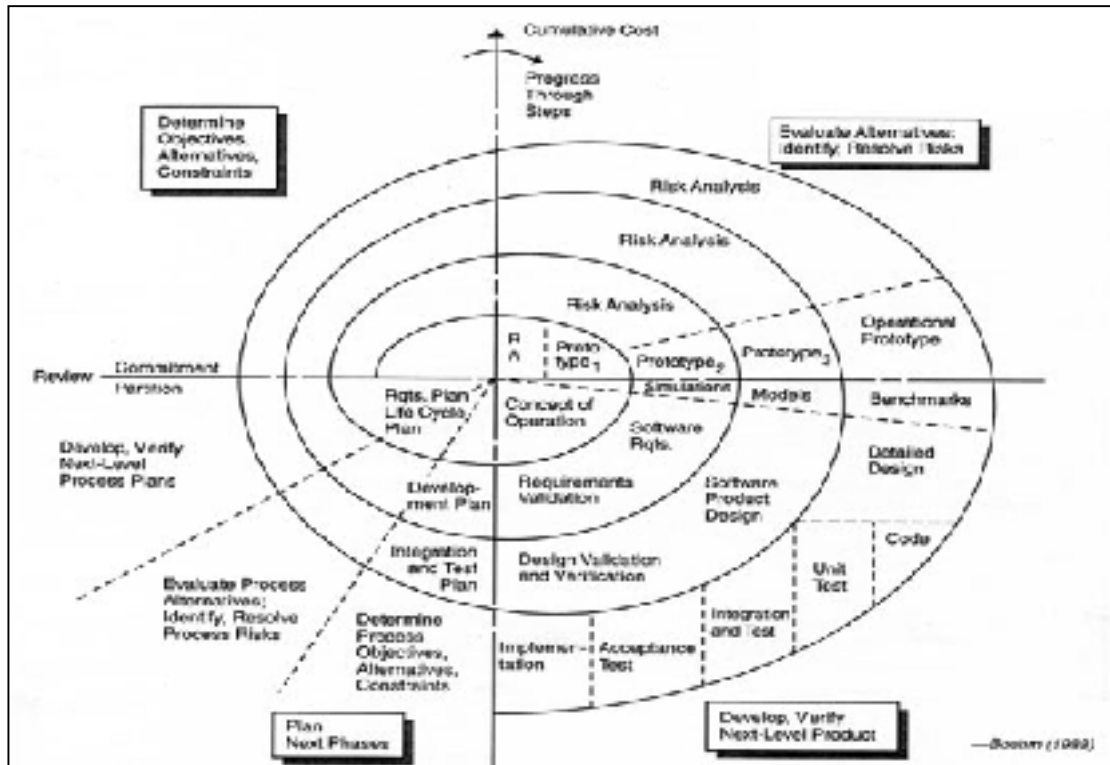 Cumulative Cost
Progress
Through
Steps
Determine
Objectives,
Alternatives,
Constraints
Evaluate Alternatives;
Identify, Resolve Risks
Risk Analysis
Risk Analysis
Risk Analysis
R
A
Proto
type1
Prototype2
Prototype3
Operational
Prototype
Review
Commitment
Partition
Simulations
Models
Benchmarks
Rqts. Plan
Life Cycle
Plan
Concept of
Operation
Software
Rqts.
Detailed
Design
Develop, Verify
Next-Level
Process Plans
Develop-
ment Plan
Requirements
Validation
Software
Product
Design
Code
Unit
Test
Integration
and Test
Plan
Design Validation
and Verification
Integration
and Test
Evaluate Process
Alternatives;
Identify, Resolve
Process Risks
Determine
Process
Objectives,
Alternatives,
Constraints
Implemen-
tation
Acceptance
Test
Plan
Next Phases
Develop, Verify
Next-Level Product
—Boehm (1988)